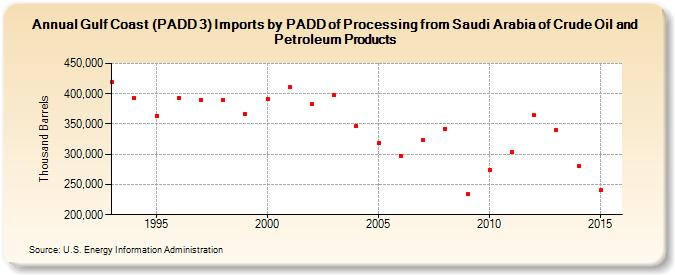 Annual Gulf Coast (PADD 3) Imports by PADD of Processing from Saudi Arabia of Crude Oil and
Petroleum Products
Thousand Barrels
450,000
400,000
350,000
300,000
250,000
200,000
1995
2000
2005
2010
2015
Source: U.S. Energy Information Administration